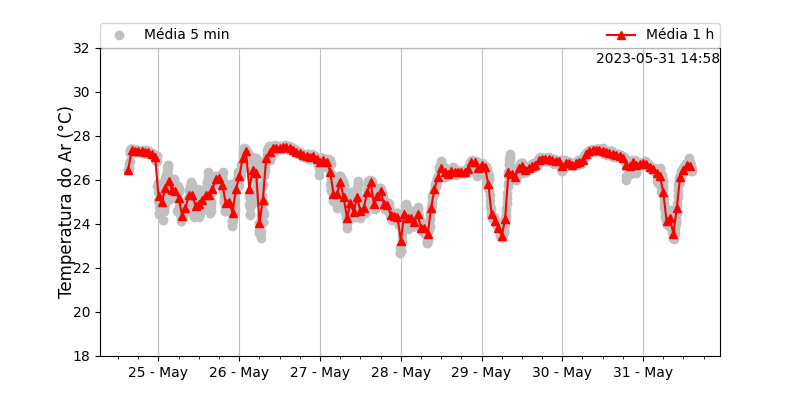 Média 5 min
Média 1 h
2023-05-31 14:58
Temperatura do Ar (°C)
32
30
28
26
24
22
20
18
25 - May
26 - May
27 - May
28 - May
29 - May
30 - May
31 - May